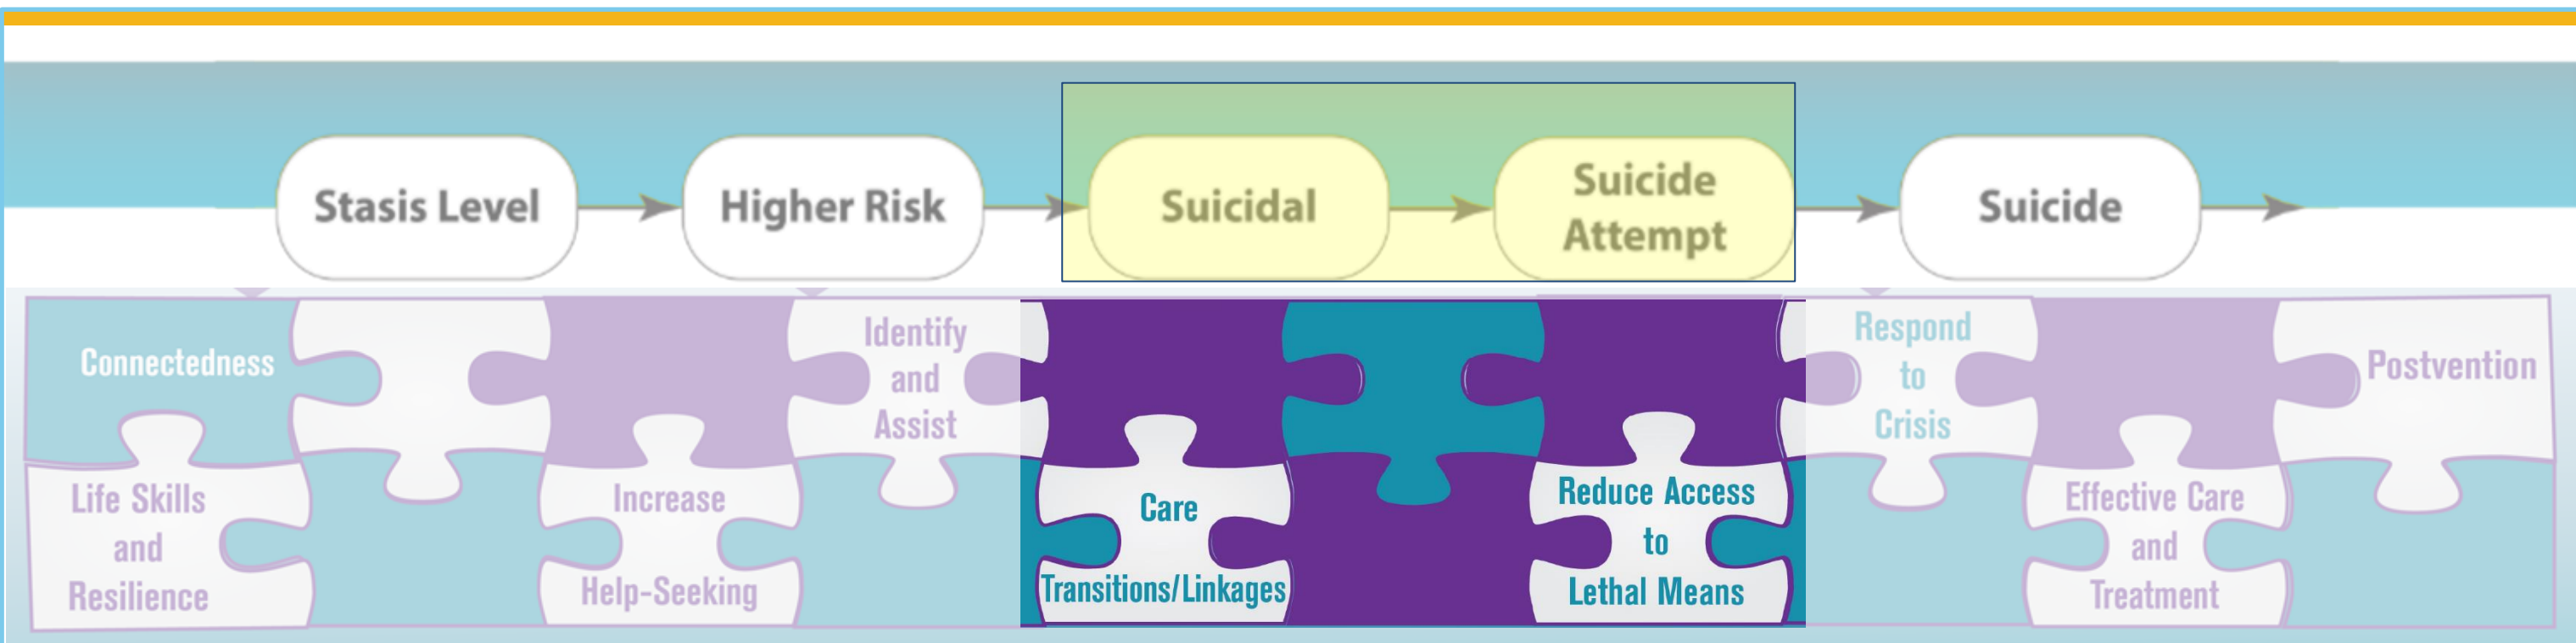 Stasis Level
Higher Risk
Suicidal
Suicide
Attempt
Suicide
Connectedness
Identify
and
Assist
Respond
to
Crisis
Postvention
Life Skills
and
Resilience
Increase
Help-Seeking
Care
Transitions/Linkages
Reduce Access
to
Lethal Means
Effective Care
and
Treatment